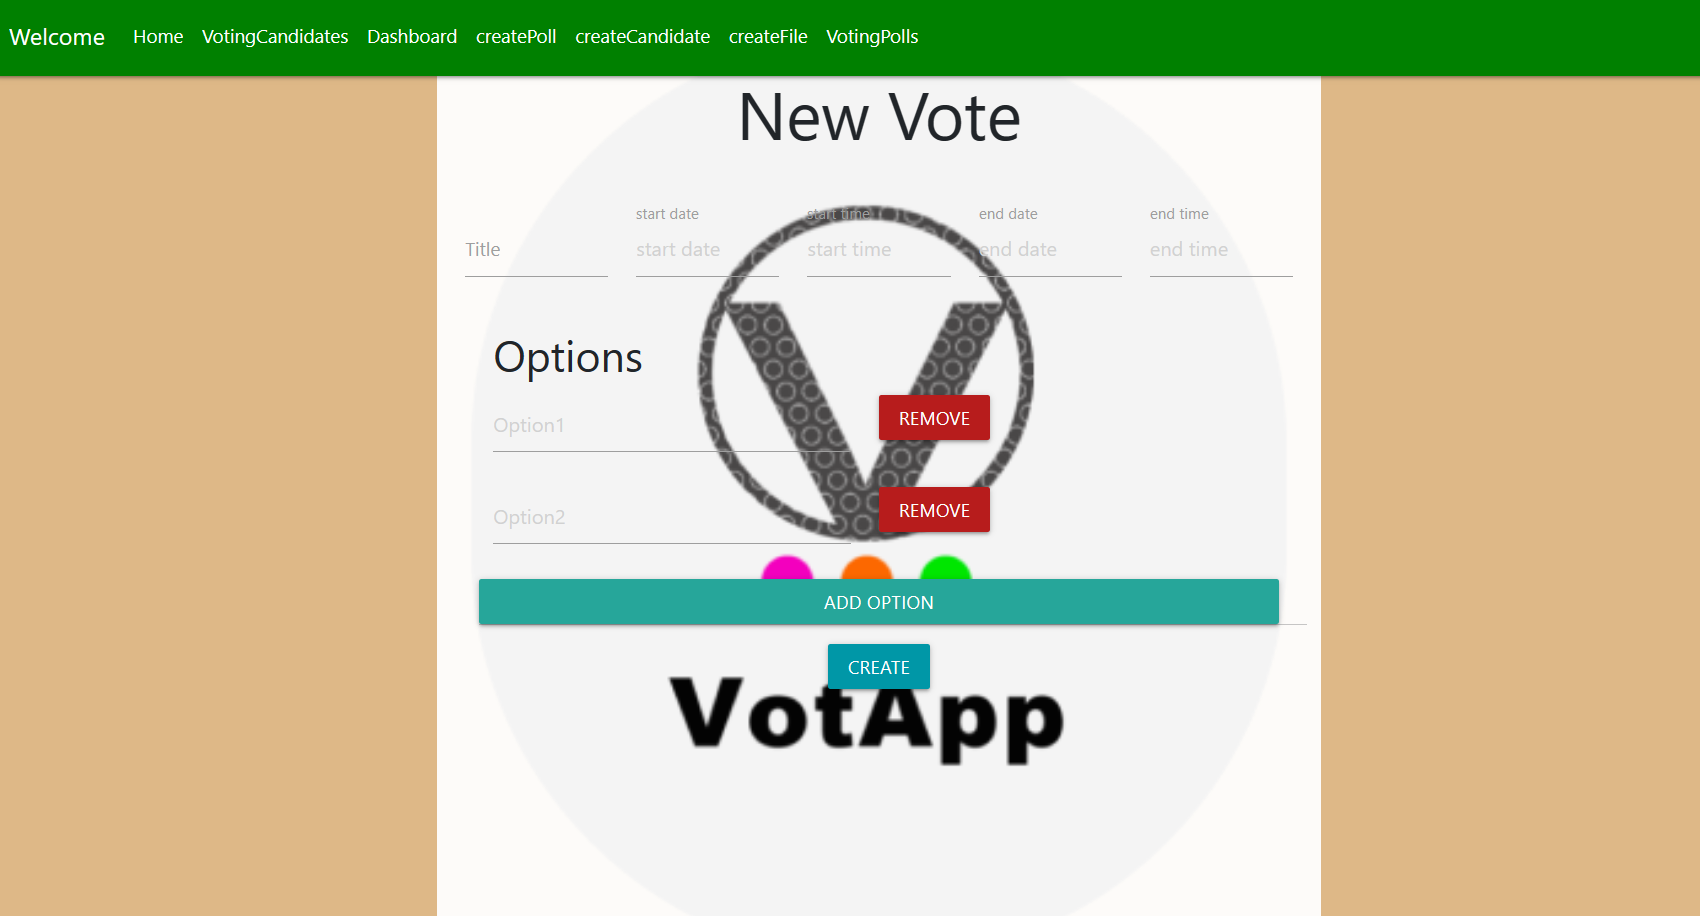 Welcome Home VotingCandidates Dashboard createPoll createCandidate createFile VotingPolls
New Vote
start date start time end date end time
Title start date start time end date end time
Options
Option1 REMOVE
Option2 REMOVE
ADD OPTION
CREATE
VotApp